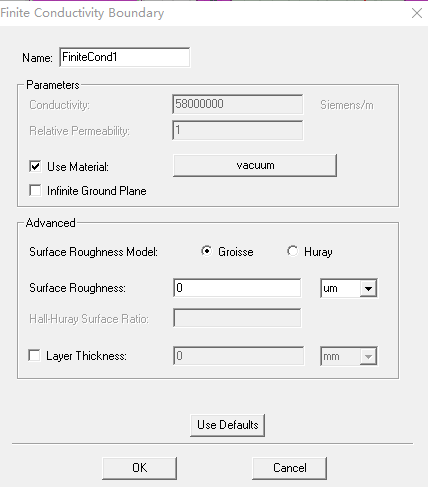 Finite Conductivity Boundary
Name: FiniteCond1
Parameters
Conductivity: 58000000 Siemens/m
Relative Permeability: 1
Use Material: vacuum
Infinite Ground Plane
Advanced
Surface Roughness Model: Groisse Huray
Surface Roughness: 0 um
Hall-Huray Surface Ratio:
Layer Thickness: 0 mm
Use Defaults
OK Cancel